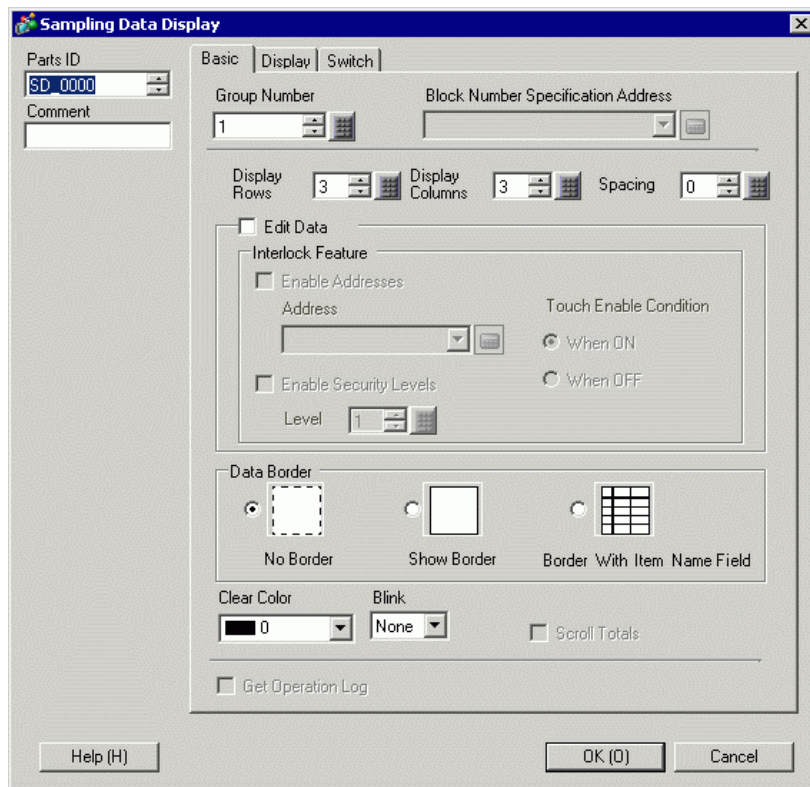 Sampling Data Display
Parts ID
SD_0000
Comment
Basic Display Switch
Group Number Block Number Specification Address
1
Display Rows 3 Display Columns 3 Spacing 0
Edit Data
Interlock Feature
Enable Addresses
Address Touch Enable Condition
When ON
When OFF
Enable Security Levels
Level 1
Data Border
No Border Show Border Border With Item Name Field
Clear Color Blink
0 None
Scroll Totals
Get Operation Log
Help (H) OK (O) Cancel